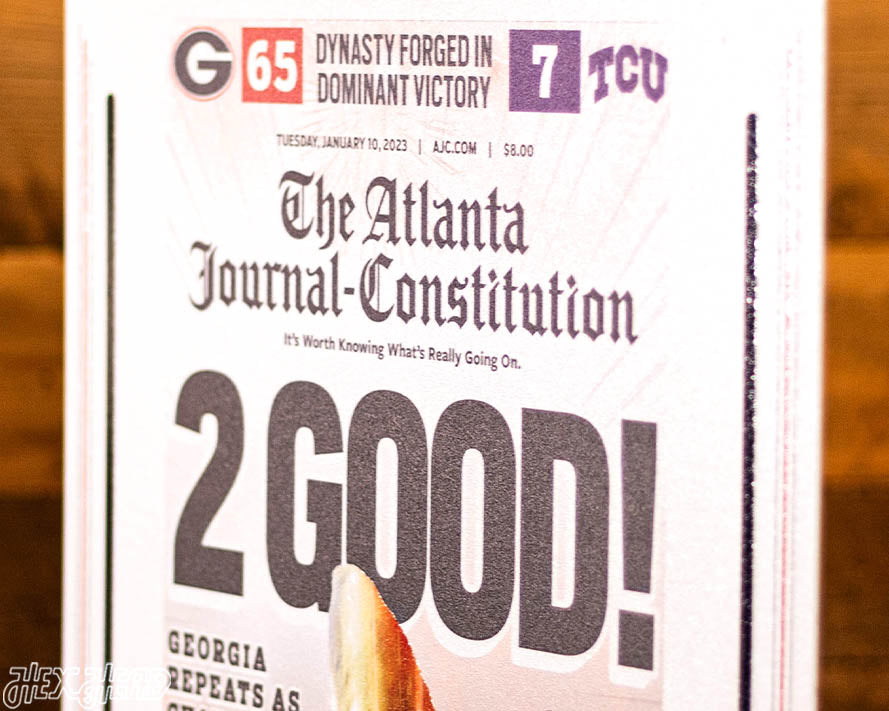 G 65 DYNASTY FORGED IN 7 TCU
DOMINANT VICTORY
TUESDAY, JANUARY 10, 2023 | AJC.COM | $8.00
The Atlanta
Journal-Constitution
It's Worth Knowing What's Really Going On.
2 GOOD!
GEORGIA
REPEATS AS